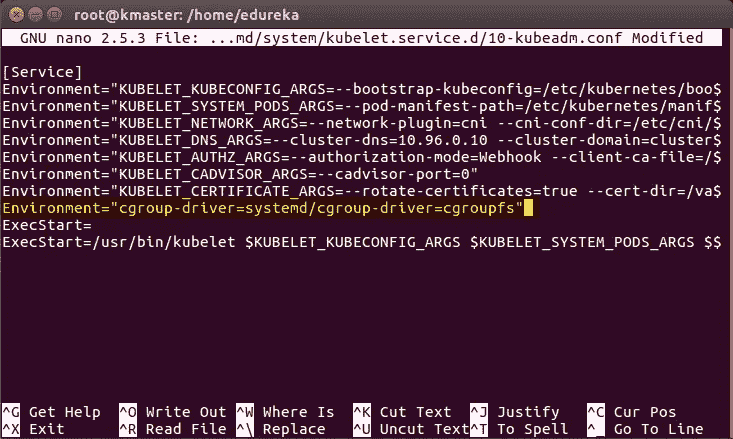 root@kmaster: /home/edureka
GNU nano 2.5.3 File: ...md/system/kubelet.service.d/10-kubeadm.conf Modified
[Service]
Environment="KUBELET_KUBECONFIG_ARGS=--bootstrap-kubeconfig=/etc/kubernetes/boo$
Environment="KUBELET_SYSTEM_PODS_ARGS=--pod-manifest-path=/etc/kubernetes/manif$
Environment="KUBELET_NETWORK_ARGS=--network-plugin=cni --cni-conf-dir=/etc/cni/$
Environment="KUBELET_DNS_ARGS=--cluster-dns=10.96.0.10 --cluster-domain=cluster$
Environment="KUBELET_AUTHZ_ARGS=--authorization-mode=Webhook --client-ca-file=/$
Environment="KUBELET_CADVISOR_ARGS=--cadvisor-port=0"
Environment="KUBELET_CERTIFICATE_ARGS=--rotate-certificates=true --cert-dir=/va$
Environment="cgroup-driver=systemd/cgroup-driver=cgroupfs"
ExecStart=
ExecStart=/usr/bin/kubelet $KUBELET_KUBECONFIG_ARGS $KUBELET_SYSTEM_PODS_ARGS $$
^G Get Help ^O Write Out ^W Where Is ^K Cut Text ^J Justify ^C Cur Pos
^X Exit ^R Read File ^\ Replace ^U Uncut Text ^T To Spell ^_ Go To Line